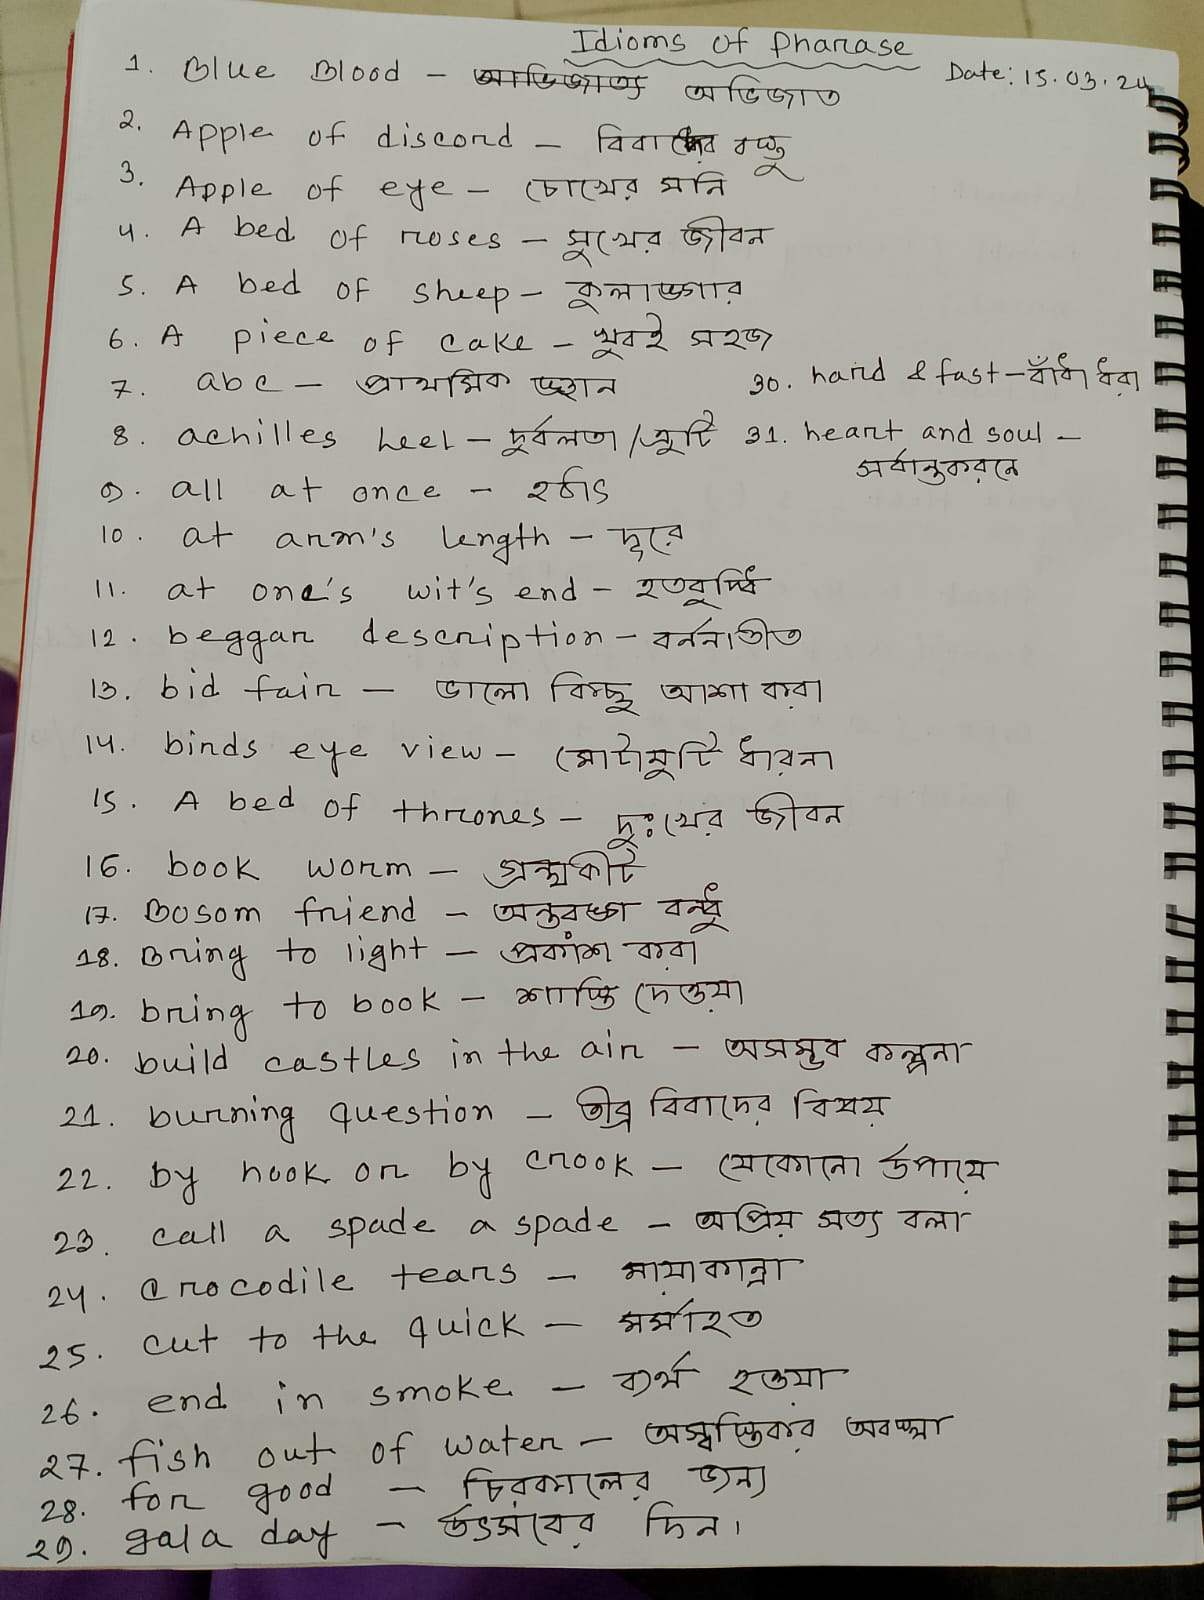 Idioms of Pharase
Date: 15.03.24
1. Blue Blood – আভিজাত্য অভিজাত
2. Apple of discord – বিবাদের বস্তু
3. Apple of eye – চোখের মনি
4. A bed of roses – সুখের জীবন
5. A bed of sheep – কুলাঙ্গার
6. A piece of cake – খুবই সহজ
7. abc – প্রাথমিক জ্ঞান
8. achilles heel – দুর্বলতা / ত্রুটি
9. all at once – হঠাৎ
10. at arm's length – দূরে
11. at one's wit's end – হতবুদ্ধি
12. beggar description – বর্ননাতীত
13. bid fair – ভালো কিছু আশা করা
14. birds eye view – মোটামুটি ধারনা
15. A bed of thrones – দুঃখের জীবন
16. book worm – গ্রন্থকীট
17. Bosom friend – অন্তরঙ্গ বন্ধু
18. Bring to light – প্রকাশ করা
19. bring to book – শাস্তি দেওয়া
20. build castles in the air – অসম্ভব কল্পনা
21. burning question – তীব্র বিবাদের বিষয়
22. by hook or by crook – যেকোনো উপায়ে
23. call a spade a spade – অপ্রিয় সত্য বলা
24. crocodile tears – মায়াকান্না
25. cut to the quick – মর্মাহত
26. end in smoke – ব্যর্থ হওয়া
27. fish out of water – অস্বস্তিকর অবস্থা
28. for good – চিরকালের জন্য
29. gala day – উৎসবের দিন।
30. hard & fast – বাঁধা ধরা
31. heart and soul –
সর্বান্তকরনে